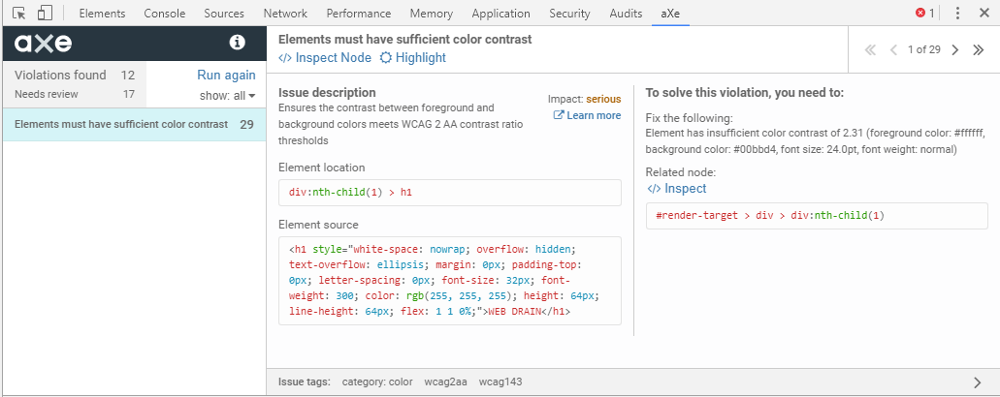 Elements Console Sources Network Performance Memory Application Security Audits aXe 1
axe
Violations found 12 Run again
Needs review 17 show: all
Elements must have sufficient color contrast 29
Elements must have sufficient color contrast
</> Inspect Node Highlight
1 of 29
Issue description
Ensures the contrast between foreground and
background colors meets WCAG 2 AA contrast ratio
thresholds
Impact: serious
Learn more
Element location
div:nth-child(1) > h1
Element source
<h1 style="white-space: nowrap; overflow: hidden;
text-overflow: ellipsis; margin: 0px; padding-top:
0px; letter-spacing: 0px; font-size: 32px; font-
weight: 300; color: rgb(255, 255, 255); height: 64px;
line-height: 64px; flex: 1 1 0%;">WEB DRAIN</h1>
To solve this violation, you need to:
Fix the following:
Element has insufficient color contrast of 2.31 (foreground color: #ffffff,
background color: #00bbd4, font size: 24.0pt, font weight: normal)
Related node:
</> Inspect
#render-target > div > div:nth-child(1)
Issue tags: category: color wcag2aa wcag143